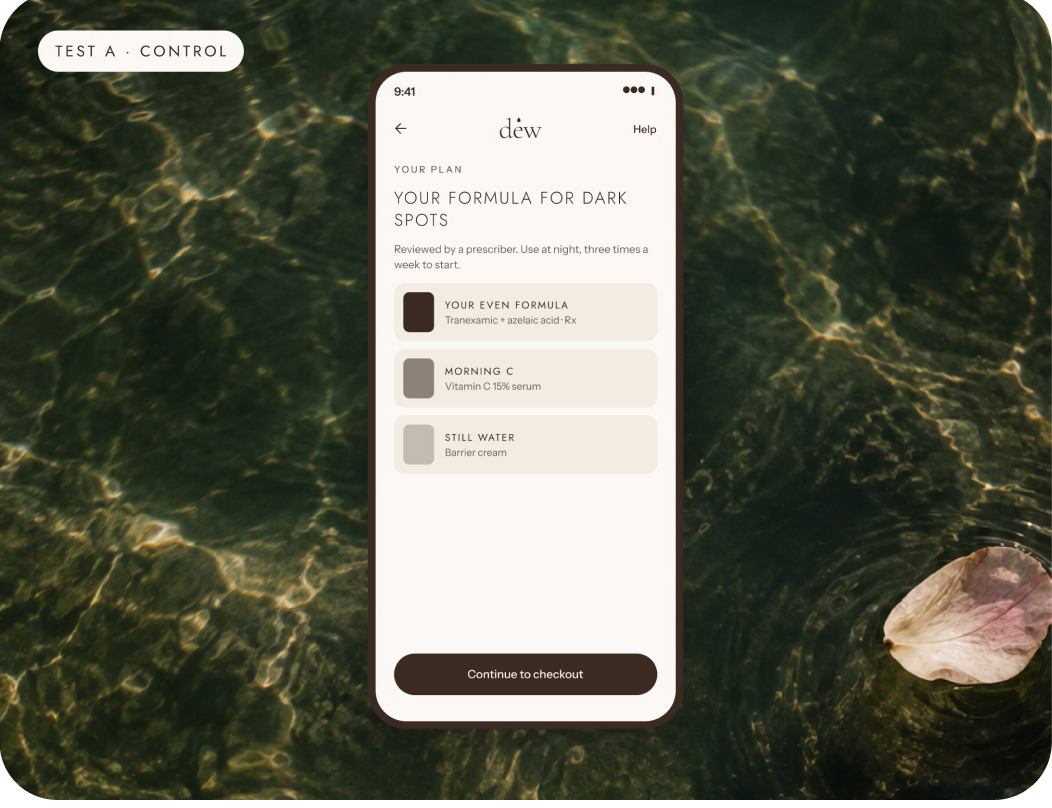 TEST A · CONTROL
9:41
dew
Help
YOUR PLAN
YOUR FORMULA FOR DARK
SPOTS
Reviewed by a prescriber. Use at night, three times a
week to start.
YOUR EVEN FORMULA
Tranexamic + azelaic acid · Rx
MORNING C
Vitamin C 15% serum
STILL WATER
Barrier cream
Continue to checkout